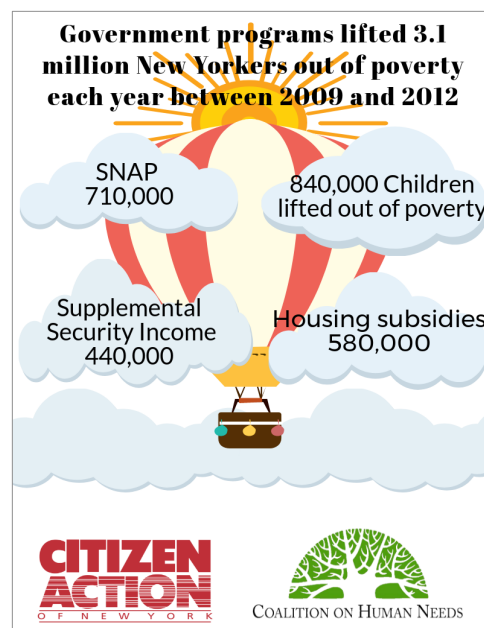 Government programs lifted 3.1
million New Yorkers out of poverty
each year between 2009 and 2012
SNAP
710,000
840,000 Children
lifted out of poverty
Supplemental
Security Income
440,000
Housing subsidies
580,000
CITIZEN
ACTION
OF NEW YORK
COALITION ON HUMAN NEEDS